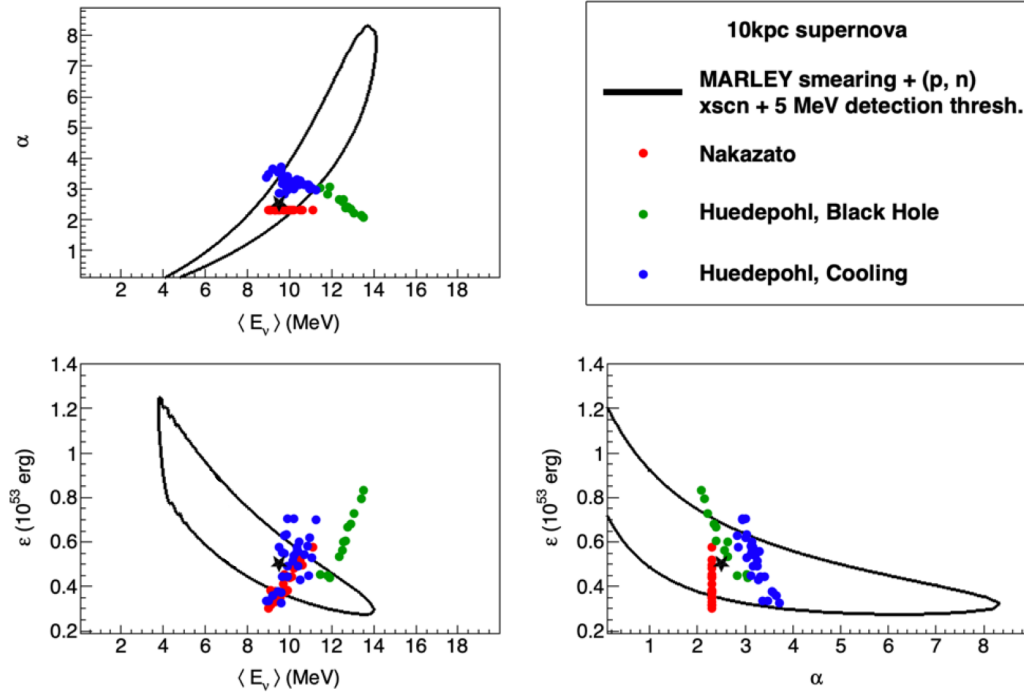 8
7
6
5
4
3
2
1
α
2 4 6 8 10 12 14 16 18
⟨ Eν ⟩ (MeV)
10kpc supernova
MARLEY smearing + (p, n)
xscn + 5 MeV detection thresh.
Nakazato
Huedepohl, Black Hole
Huedepohl, Cooling
1.4
1.2
1
0.8
0.6
0.4
0.2
ε (10⁵³ erg)
2 4 6 8 10 12 14 16 18
⟨ Eν ⟩ (MeV)
1.4
1.2
1
0.8
0.6
0.4
0.2
ε (10⁵³ erg)
1 2 3 4 5 6 7 8
α